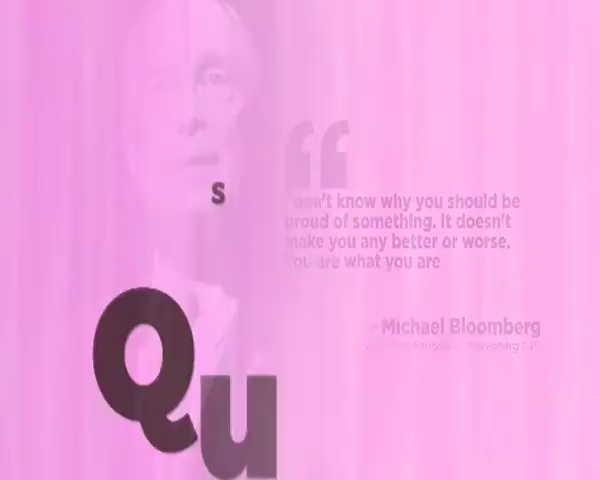 s
don't know why you should be
proud of something. It doesn't
make you any better or worse.
You are what you are
- Michael Bloomberg
Qu